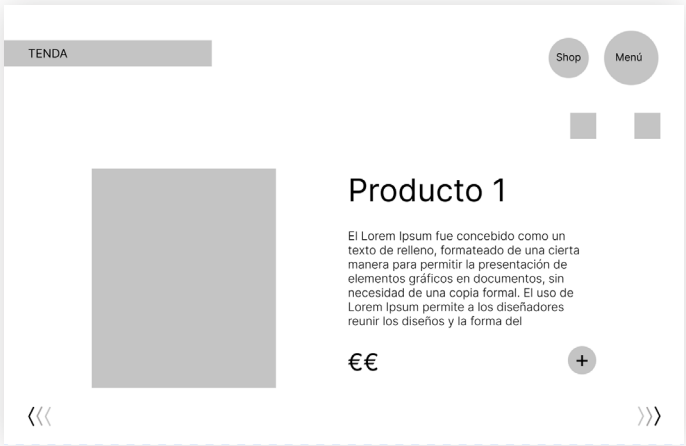 TENDA
Shop
Menú
Producto 1
El Lorem Ipsum fue concebido como un
texto de relleno, formateado de una cierta
manera para permitir la presentación de
elementos gráficos en documentos, sin
necesidad de una copia formal. El uso de
Lorem Ipsum permite a los diseñadores
reunir los diseños y la forma del
€€
+